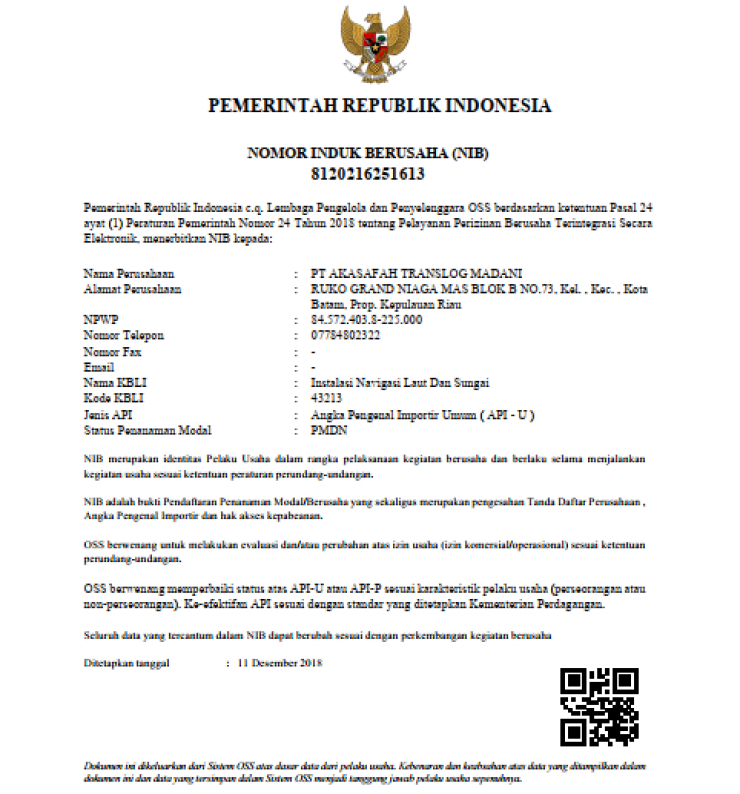 PEMERINTAH REPUBLIK INDONESIA
NOMOR INDUK BERUSAHA (NIB)
8120216251613
Pemerintah Republik Indonesia c.q. Lembaga Pengelola dan Penyelenggara OSS berdasarkan ketentuan Pasal 24
ayat (1) Peraturan Pemerintah Nomor 24 Tahun 2018 tentang Pelayanan Perizinan Berusaha Terintegrasi Secara
Elektronik, menerbitkan NIB kepada:
Nama Perusahaan : PT AKASAFAH TRANSLOG MADANI
Alamat Perusahaan : RUKO GRAND NIAGA MAS BLOK B NO.73, Kel. , Kec. , Kota
Batam, Prop. Kepulauan Riau
NPWP : 84.572.403.8-225.000
Nomor Telepon : 07784802322
Nomor Fax : -
Email : -
Nama KBLI : Instalasi Navigasi Laut Dan Sungai
Kode KBLI : 43213
Jenis API : Angka Pengenal Importir Umum ( API - U )
Status Penanaman Modal : PMDN
NIB merupakan identitas Pelaku Usaha dalam rangka pelaksanaan kegiatan berusaha dan berlaku selama menjalankan
kegiatan usaha sesuai ketentuan peraturan perundang-undangan.
NIB adalah bukti Pendaftaran Penanaman Modal/Berusaha yang sekaligus merupakan pengesahan Tanda Daftar Perusahaan ,
Angka Pengenal Importir dan hak akses kepabeanan.
OSS berwenang untuk melakukan evaluasi dan/atau perubahan atas izin usaha (izin komersial/operasional) sesuai ketentuan
perundang-undangan.
OSS berwenang memperbaiki status atas API-U atau API-P sesuai karakteristik pelaku usaha (perseorangan atau
non-perseorangan). Ke-efektifan API sesuai dengan standar yang ditetapkan Kementerian Perdagangan.
Seluruh data yang tercantum dalam NIB dapat berubah sesuai dengan perkembangan kegiatan berusaha
Ditetapkan tanggal : 11 Desember 2018
Dokumen ini dikeluarkan dari Sistem OSS atas dasar data dari pelaku usaha. Kebenaran dan keabsahan atas data yang ditampilkan dalam
dokumen ini dan data yang tersimpan dalam Sistem OSS menjadi tanggung jawab pelaku usaha sepenuhnya.